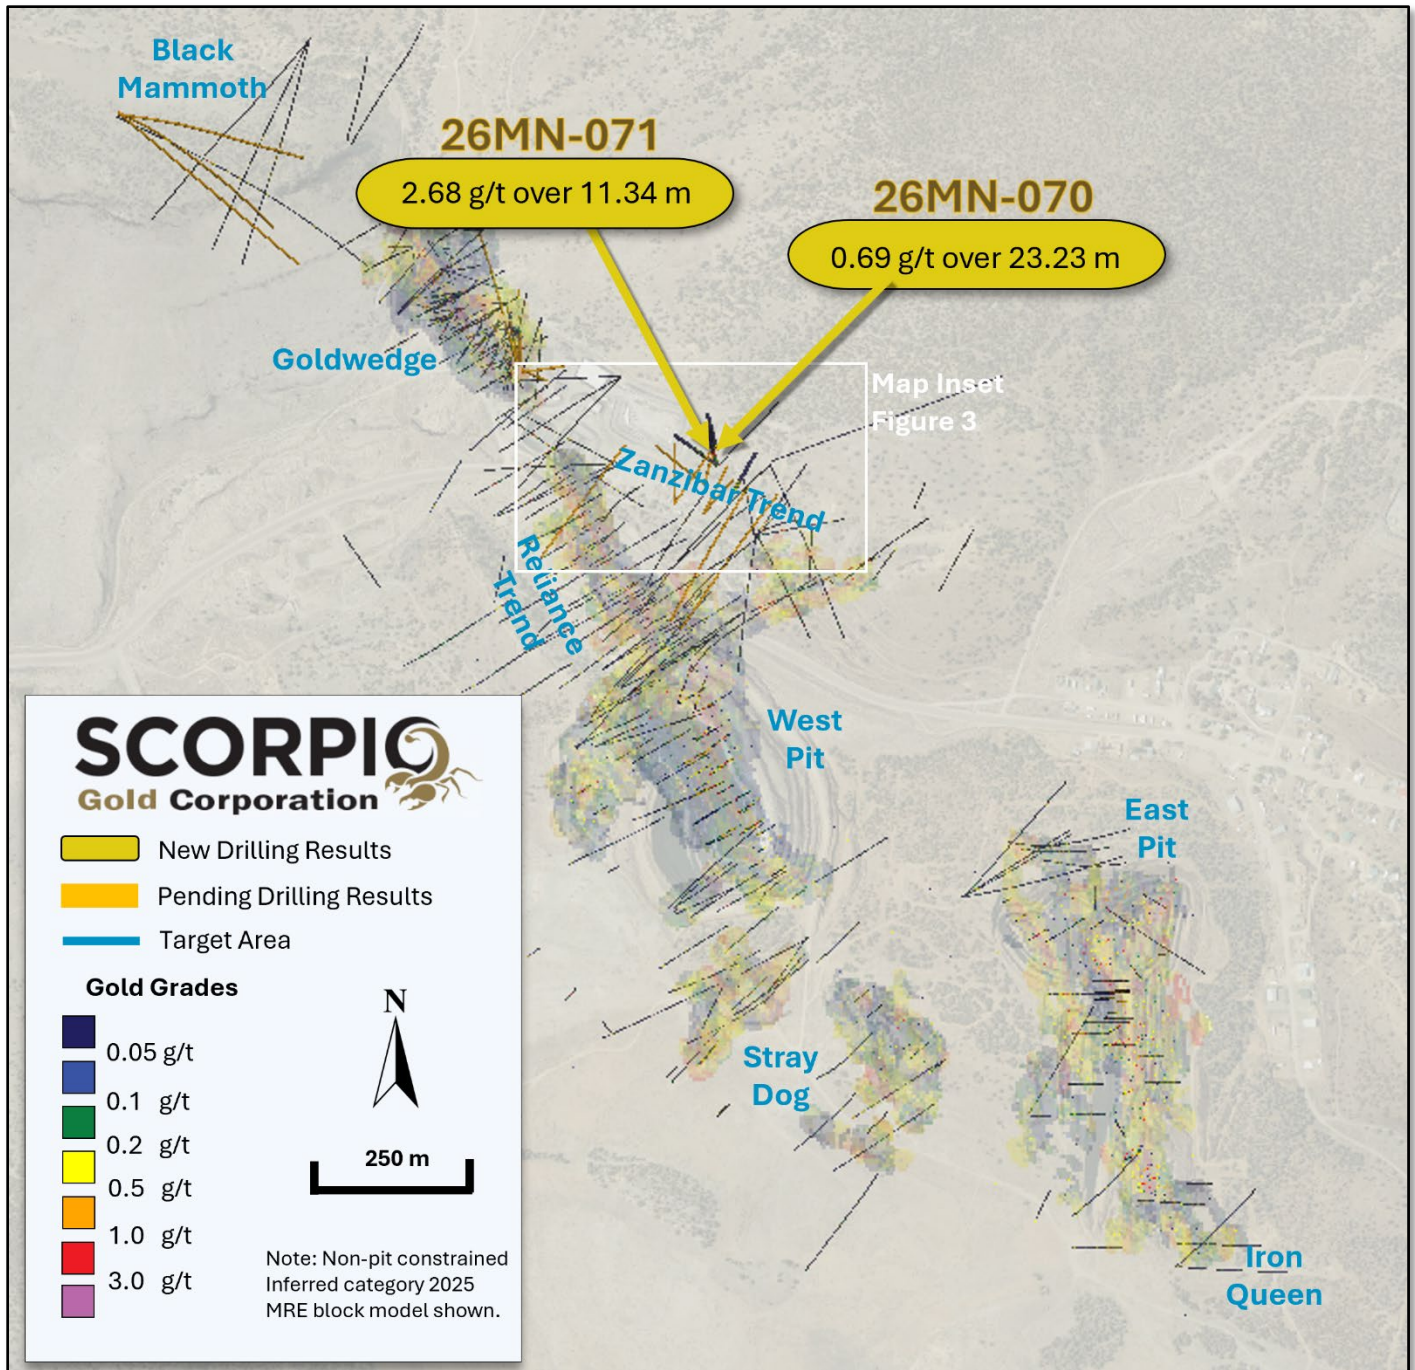 Black
Mammoth
26MN-071
2.68 g/t over 11.34 m
26MN-070
0.69 g/t over 23.23 m
Goldwedge
Map Inset
Figure 3
Zanzibar Trend
Reliance
Trend
West
Pit
East
Pit
Stray
Dog
Iron
Queen
SCORPIO
Gold Corporation
New Drilling Results
Pending Drilling Results
Target Area
Gold Grades
0.05 g/t
0.1 g/t
0.2 g/t
0.5 g/t
1.0 g/t
3.0 g/t
N
250 m
Note: Non-pit constrained
Inferred category 2025
MRE block model shown.